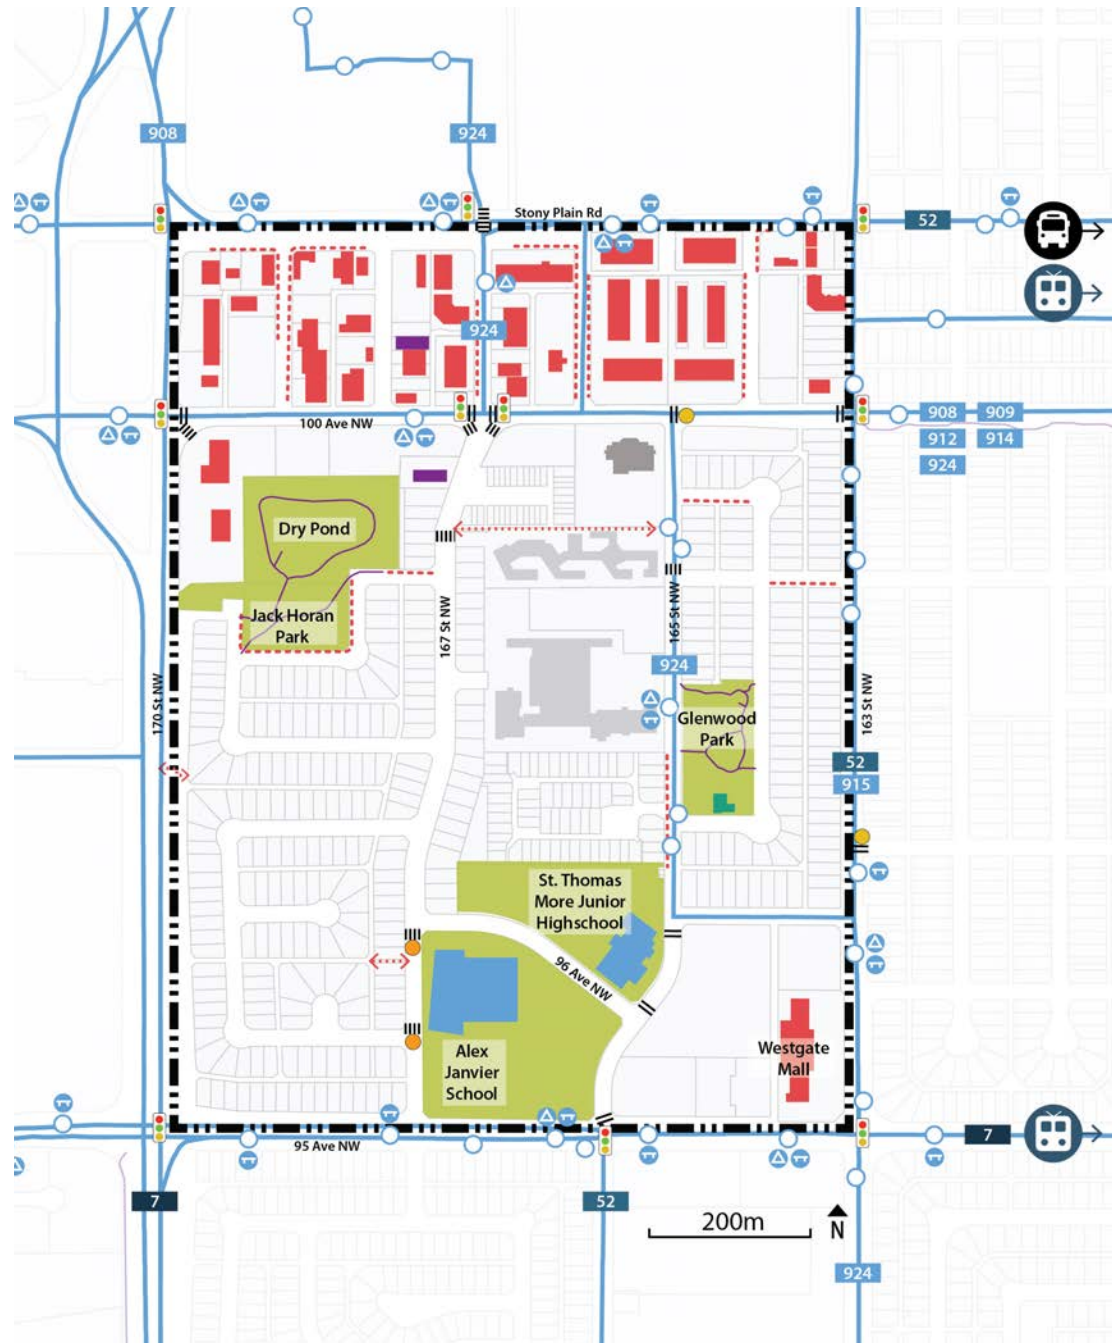 908
924
Stony Plain Rd
52
924
100 Ave NW
908
909
912
914
924
Dry Pond
Jack Horan
Park
167 St NW
165 St NW
924
170 St NW
Glenwood
Park
163 St NW
52
915
St. Thomas
More Junior
Highschool
96 Ave NW
Alex
Janvier
School
Westgate
Mall
95 Ave NW
7
7
52
200m
N
924